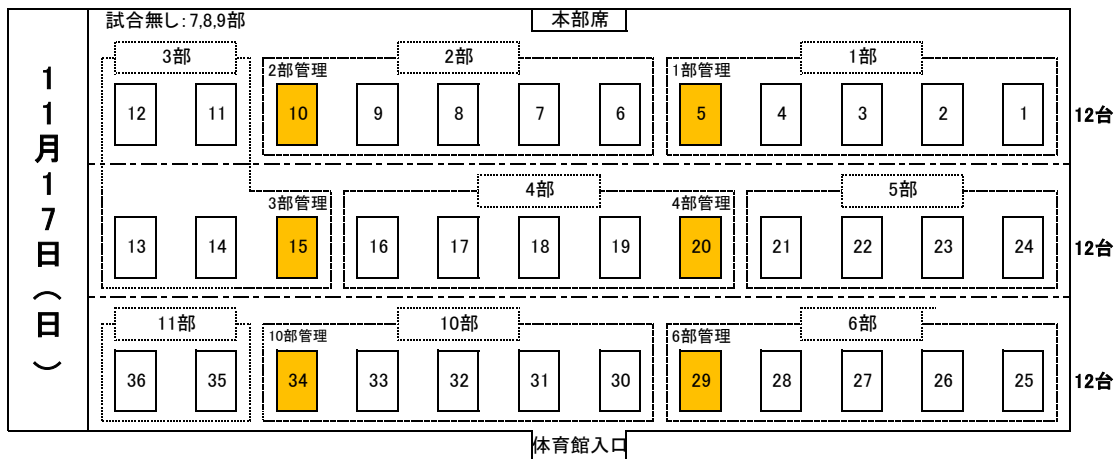 11月17日（日）
試合無し：7,8,9部
本部席
3部
2部
1部
2部管理
1部管理
12 11 10 9 8 7 6 5 4 3 2 1
12台
4部
5部
3部管理
4部管理
13 14 15 16 17 18 19 20 21 22 23 24
12台
11部
10部
6部
10部管理
6部管理
36 35 34 33 32 31 30 29 28 27 26 25
12台
体育館入口